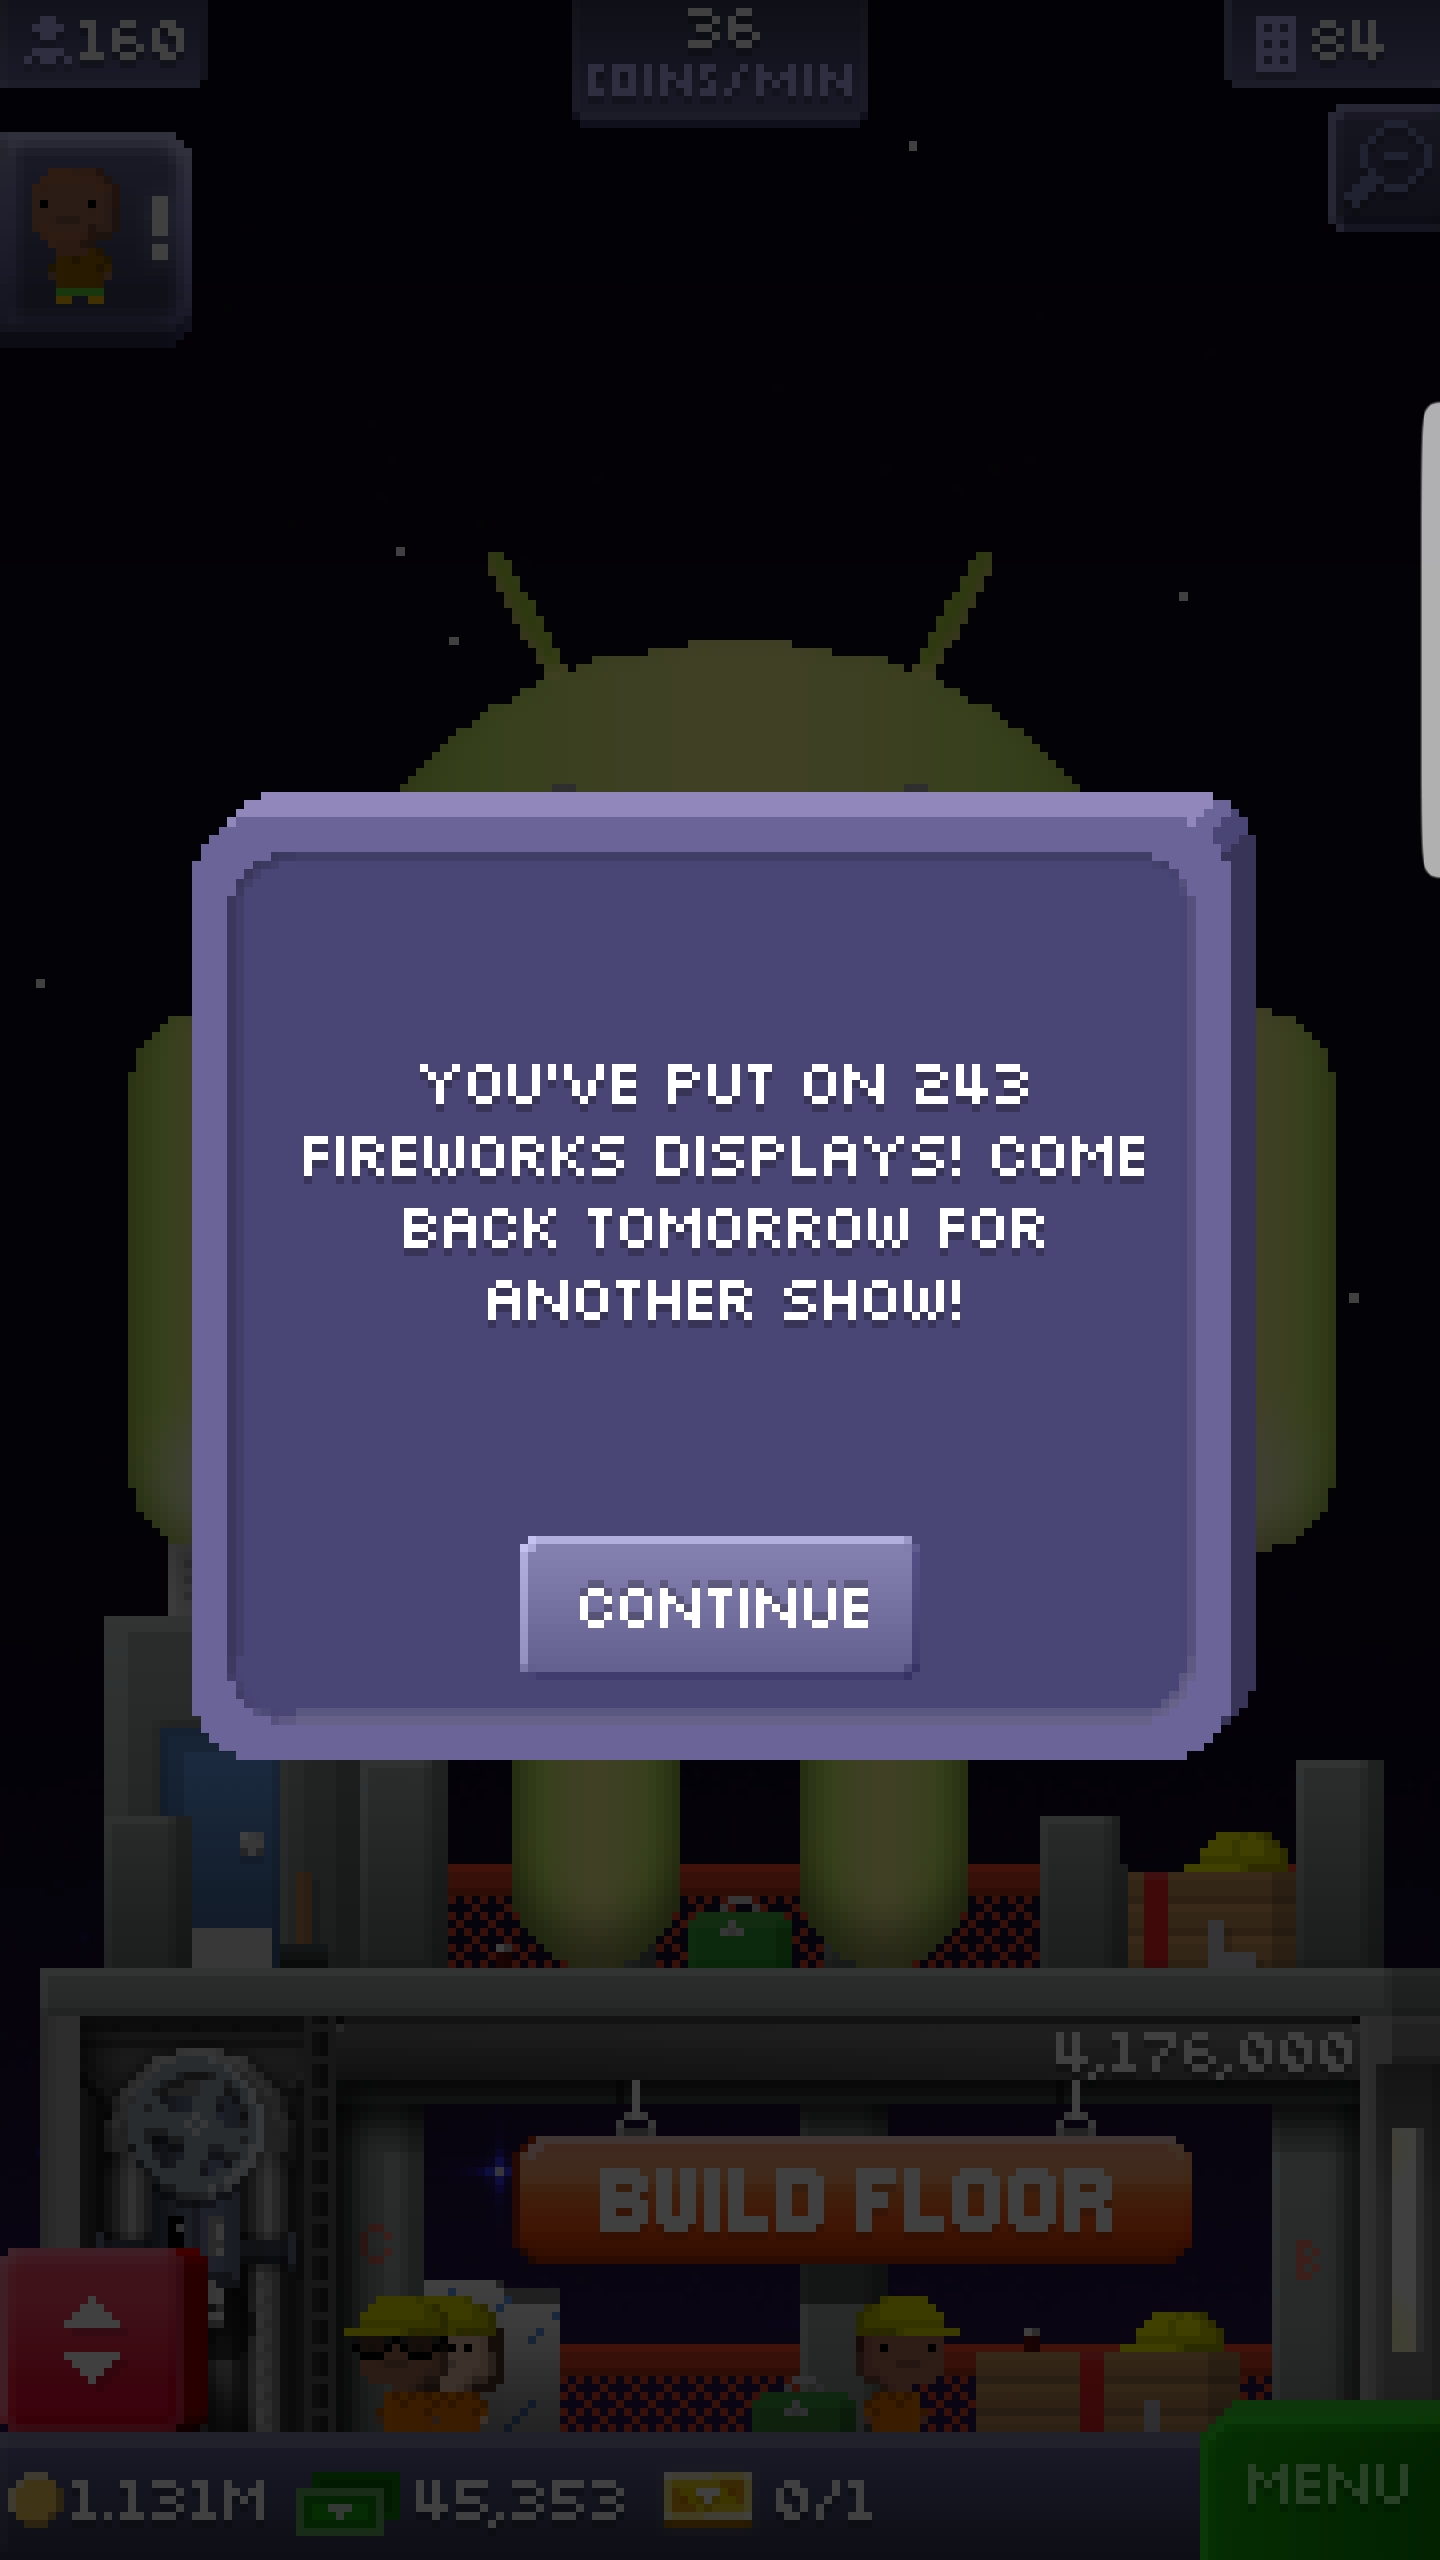 160
36
COINS/MIN
84
!
YOU'VE PUT ON 243
FIREWORKS DISPLAYS! COME
BACK TOMORROW FOR
ANOTHER SHOW!
CONTINUE
4,176,000
BUILD FLOOR
C
B
1.131M
45,353
0/1
MENU